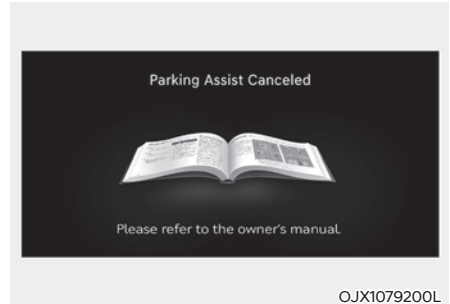 Parking Assist Canceled
Please refer to the owner's manual.
OJX1079200L